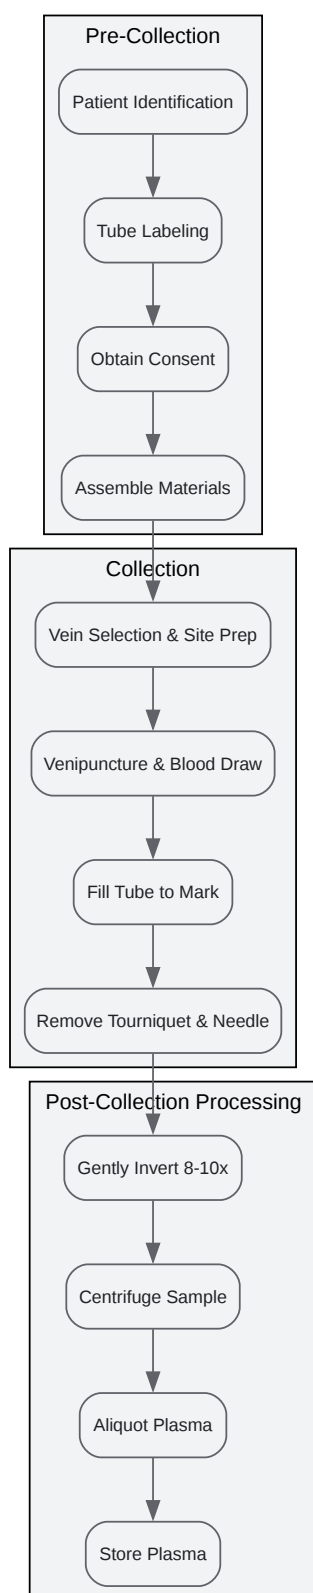 Pre-Collection
Patient Identification
Tube Labeling
Obtain Consent
Assemble Materials
Collection
Vein Selection & Site Prep
Venipuncture & Blood Draw
Fill Tube to Mark
Remove Tourniquet & Needle
Post-Collection Processing
Gently Invert 8-10x
Centrifuge Sample
Aliquot Plasma
Store Plasma